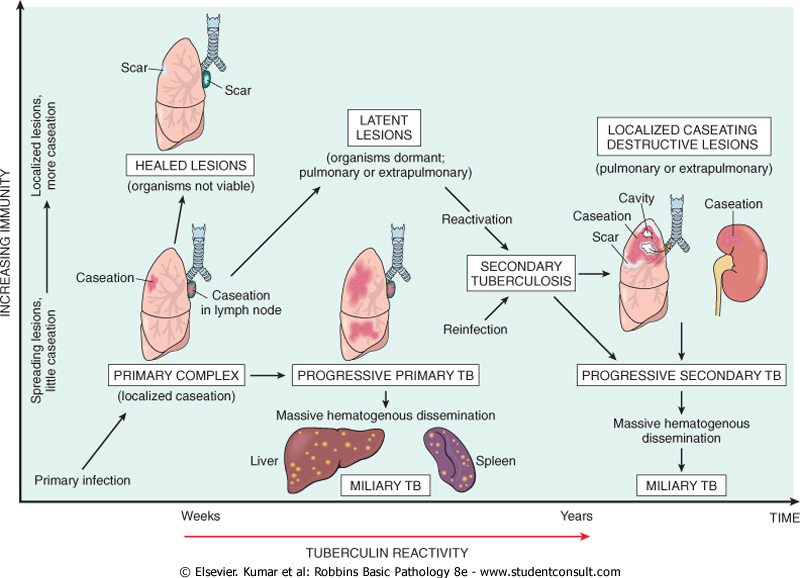 INCREASING IMMUNITY
Localized lesions,
more caseation
Spreading lesions,
little caseation
Scar
Scar
HEALED LESIONS
(organisms not viable)
LATENT
LESIONS
(organisms dormant;
pulmonary or extrapulmonary)
LOCALIZED CASEATING
DESTRUCTIVE LESIONS
(pulmonary or extrapulmonary)
Reactivation
Cavity
Caseation
Scar
Caseation
Caseation
Caseation
in lymph node
SECONDARY
TUBERCULOSIS
Reinfection
PRIMARY COMPLEX
(localized caseation)
PROGRESSIVE PRIMARY TB
PROGRESSIVE SECONDARY TB
Massive hematogenous dissemination
Massive hematogenous
dissemination
Liver
Spleen
Primary infection
MILIARY TB
MILIARY TB
Weeks
Years
TIME
TUBERCULIN REACTIVITY
© Elsevier. Kumar et al: Robbins Basic Pathology 8e - www.studentconsult.com